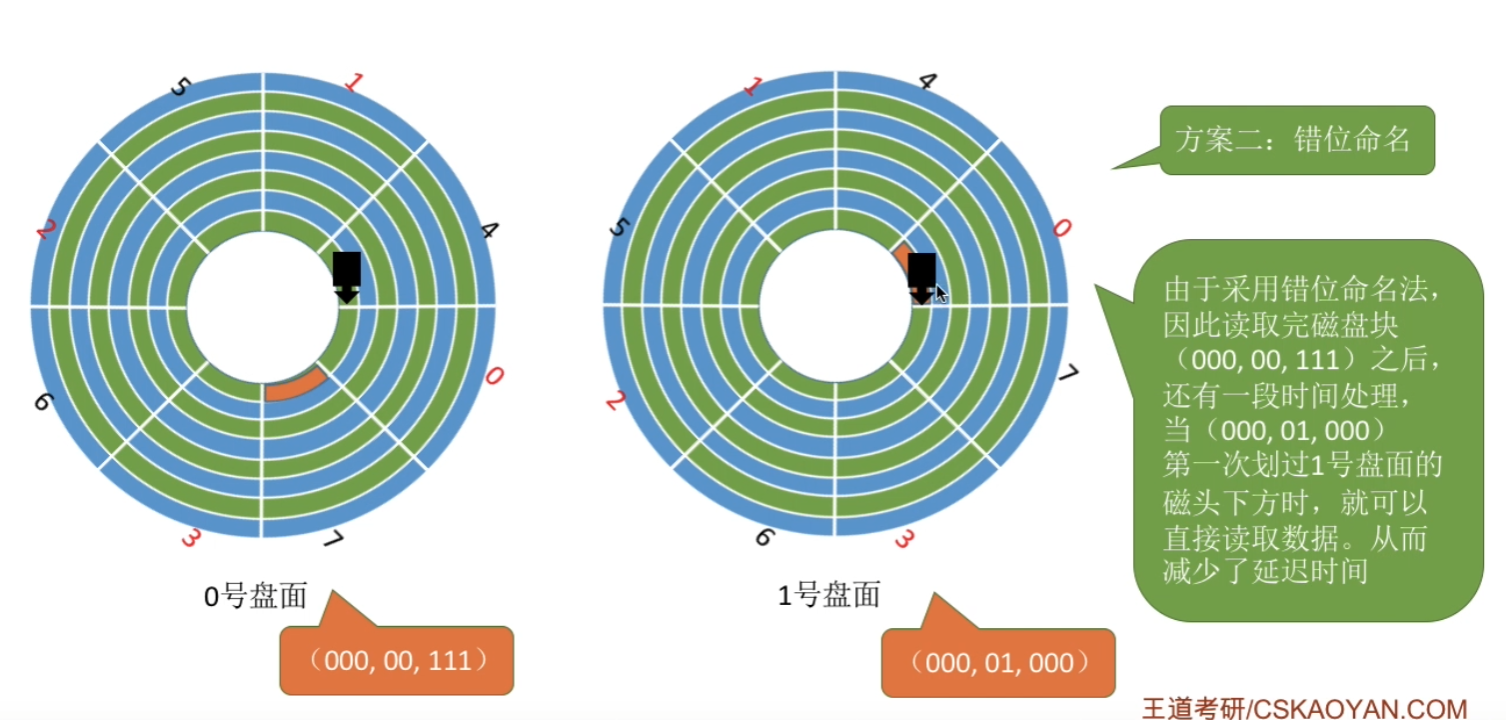 5
1
2
4
6
0
3
7
0号盘面
（000, 00, 111）
1
4
5
0
2
7
6
3
1号盘面
（000, 01, 000）
方案二：错位命名
由于采用错位命名法，
因此读取完磁盘块
（000, 00, 111）之后，
还有一段时间处理，
当（000, 01, 000）
第一次划过1号盘面的
磁头下方时，就可以
直接读取数据。从而
减少了延迟时间
王道考研/CSKAOYAN.COM